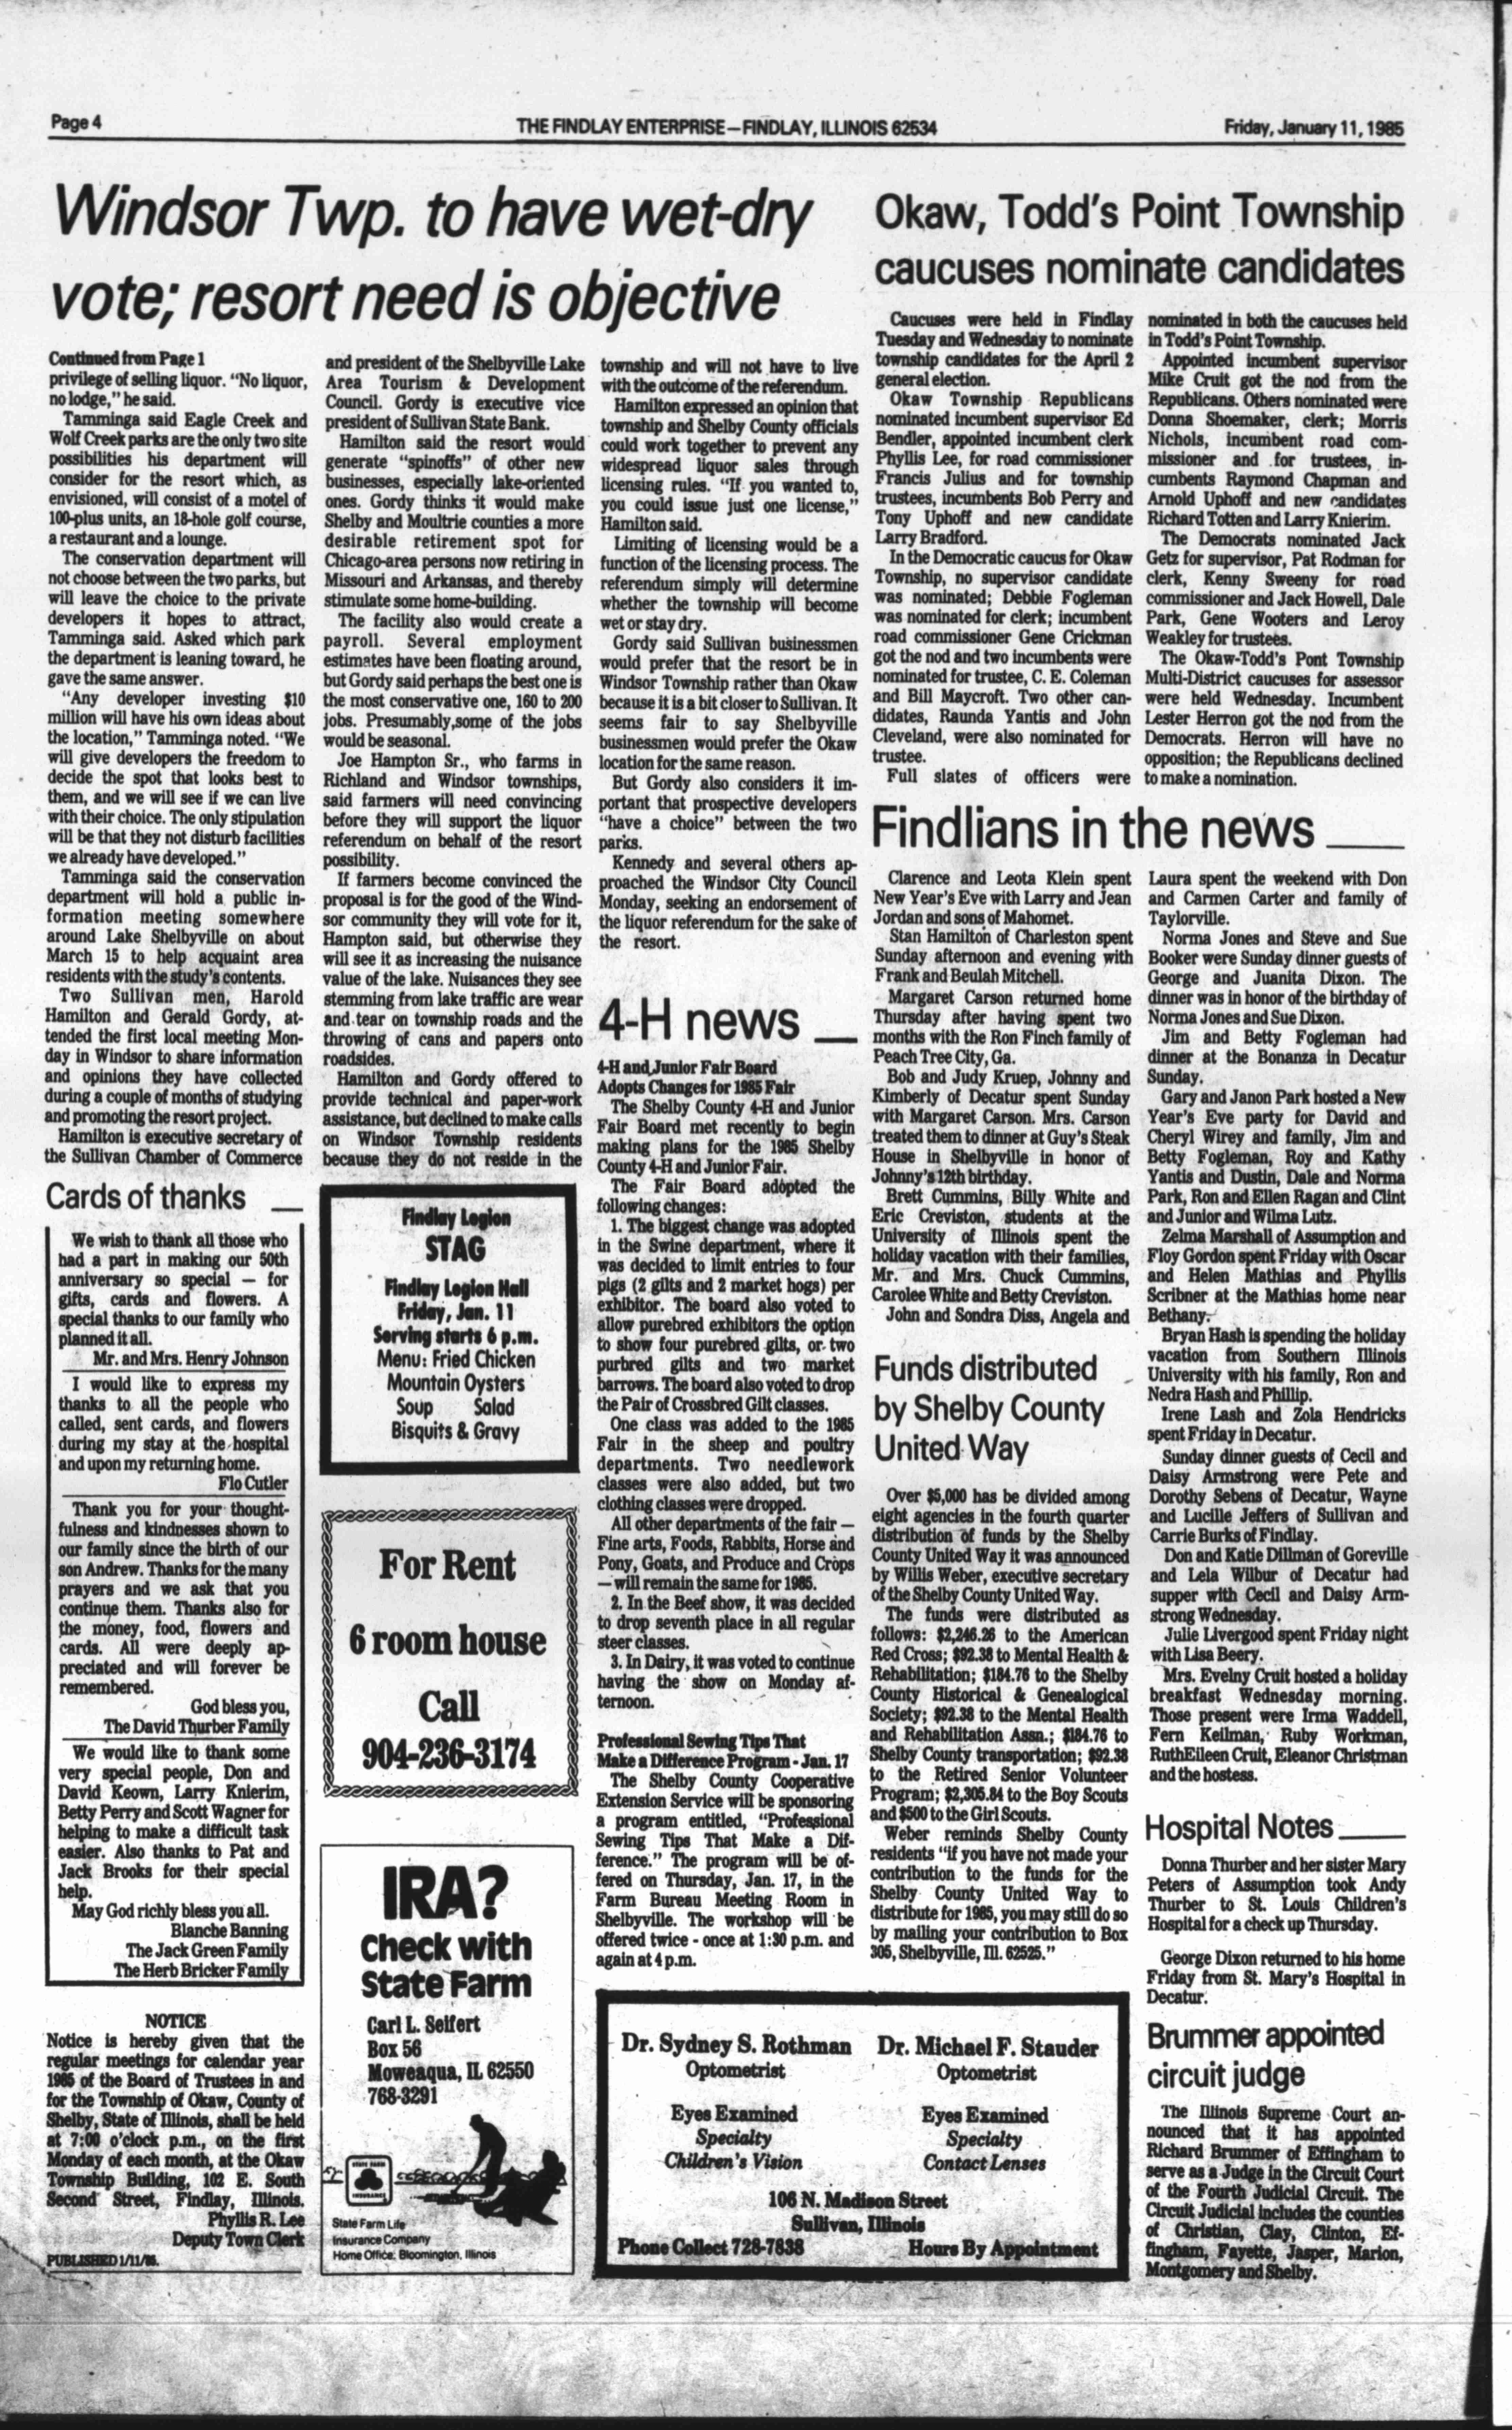 Page 4
THE FINDLAY ENTERPRISE—FINDLAY, ILLINOIS 62534
Friday, January 11, 1985
Windsor Twp. to have wet-dry
vote; resort need is objective
Continued from Page 1
privilege of selling liquor. "No liquor,
no lodge," he said.
Tamminga said Eagle Creek and
Wolf Creek parks are the only two site
possibilities his department will
consider for the resort which, as
envisioned, will consist of a motel of
100-plus units, an 18-hole golf course,
a restaurant and a lounge.
The conservation department will
not choose between the two parks, but
will leave the choice to the private
developers it hopes to attract,
Tamminga said. Asked which park
the department is leaning toward, he
gave the same answer.
"Any developer investing $10
million will have his own ideas about
the location," Tamminga noted. "We
will give developers the freedom to
decide the spot that looks best to
them, and we will see if we can live
with their choice. The only stipulation
will be that they not disturb facilities
we already have developed."
Tamminga said the conservation
department will hold a public in-
formation meeting somewhere
around Lake Shelbyville on about
March 15 to help acquaint area
residents with the study's contents.
Two Sullivan men, Harold
Hamilton and Gerald Gordy, at-
tended the first local meeting Mon-
day in Windsor to share information
and opinions they have collected
during a couple of months of studying
and promoting the resort project.
Hamilton is executive secretary of
the Sullivan Chamber of Commerce
and president of the Shelbyville Lake
Area Tourism & Development
Council. Gordy is executive vice
president of Sullivan State Bank.
Hamilton said the resort would
generate "spinoffs" of other new
businesses, especially lake-oriented
ones. Gordy thinks it would make
Shelby and Moultrie counties a more
desirable retirement spot for
Chicago-area persons now retiring in
Missouri and Arkansas, and thereby
stimulate some home-building.
The facility also would create a
payroll. Several employment
estimates have been floating around,
but Gordy said perhaps the best one is
the most conservative one, 160 to 200
jobs. Presumably,some of the jobs
would be seasonal.
Joe Hampton Sr., who farms in
Richland and Windsor townships,
said farmers will need convincing
before they will support the liquor
referendum on behalf of the resort
possibility.
If farmers become convinced the
proposal is for the good of the Wind-
sor community they will vote for it,
Hampton said, but otherwise they
will see it as increasing the nuisance
value of the lake. Nuisances they see
stemming from lake traffic are wear
and tear on township roads and the
throwing of cans and papers onto
roadsides.
Hamilton and Gordy offered to
provide technical and paper-work
assistance, but declined to make calls
on Windsor Township residents
because they do not reside in the
township and will not have to live
with the outcome of the referendum.
Hamilton expressed an opinion that
township and Shelby County officials
could work together to prevent any
widespread liquor sales through
licensing rules. "If you wanted to,
you could issue just one license,"
Hamilton said.
Limiting of licensing would be a
function of the licensing process. The
referendum simply will determine
whether the township will become
wet or stay dry.
Gordy said Sullivan businessmen
would prefer that the resort be in
Windsor Township rather than Okaw
because it is a bit closer to Sullivan. It
seems fair to say Shelbyville
businessmen would prefer the Okaw
location for the same reason.
But Gordy also considers it im-
portant that prospective developers
"have a choice" between the two
parks.
Kennedy and several others ap-
proached the Windsor City Council
Monday, seeking an endorsement of
the liquor referendum for the sake of
the resort.
Okaw, Todd's Point Township
caucuses nominate candidates
Caucuses were held in Findlay
Tuesday and Wednesday to nominate
township candidates for the April 2
general election.
Okaw Township Republicans
nominated incumbent supervisor Ed
Bendler, appointed incumbent clerk
Phyllis Lee, for road commissioner
Francis Julius and for township
trustees, incumbents Bob Perry and
Tony Uphoff and new candidate
Larry Bradford.
In the Democratic caucus for Okaw
Township, no supervisor candidate
was nominated; Debbie Fogleman
was nominated for clerk; incumbent
road commissioner Gene Crickman
got the nod and two incumbents were
nominated for trustee, C. E. Coleman
and Bill Maycroft. Two other can-
didates, Raunda Yantis and John
Cleveland, were also nominated for
trustee.
Full slates of officers were
nominated in both the caucuses held
in Todd's Point Township.
Appointed incumbent supervisor
Mike Cruit got the nod from the
Republicans. Others nominated were
Donna Shoemaker, clerk; Morris
Nichols, incumbent road com-
missioner and for trustees, in-
cumbents Raymond Chapman and
Arnold Uphoff and new candidates
Richard Totten and Larry Knierim.
The Democrats nominated Jack
Getz for supervisor, Pat Rodman for
clerk, Kenny Sweeny for road
commissioner and Jack Howell, Dale
Park, Gene Wooters and Leroy
Weakley for trustees.
The Okaw-Todd's Pont Township
Multi-District caucuses for assessor
were held Wednesday. Incumbent
Lester Herron got the nod from the
Democrats. Herron will have no
opposition; the Republicans declined
to make a nomination.
Findlians in the news
Clarence and Leota Klein spent
New Year's Eve with Larry and Jean
Jordan and sons of Mahomet.
Stan Hamilton of Charleston spent
Sunday afternoon and evening with
Frank and Beulah Mitchell.
Margaret Carson returned home
Thursday after having spent two
months with the Ron Finch family of
Peach Tree City, Ga.
Bob and Judy Kruep, Johnny and
Kimberly of Decatur spent Sunday
with Margaret Carson. Mrs. Carson
treated them to dinner at Guy's Steak
House in Shelbyville in honor of
Johnny's 12th birthday.
Brett Cummins, Billy White and
Eric Creviston, students at the
University of Illinois spent the
holiday vacation with their families,
Mr. and Mrs. Chuck Cummins,
Carolee White and Betty Creviston.
John and Sondra Diss, Angela and
Laura spent the weekend with Don
and Carmen Carter and family of
Taylorville.
Norma Jones and Steve and Sue
Booker were Sunday dinner guests of
George and Juanita Dixon. The
dinner was in honor of the birthday of
Norma Jones and Sue Dixon.
Jim and Betty Fogleman had
dinner at the Bonanza in Decatur
Sunday.
Gary and Janon Park hosted a New
Year's Eve party for David and
Cheryl Wirey and family, Jim and
Betty Fogleman, Roy and Kathy
Yantis and Dustin, Dale and Norma
Park, Ron and Ellen Ragan and Clint
and Junior and Wilma Lutz.
Zelma Marshall of Assumption and
Floy Gordon spent Friday with Oscar
and Helen Mathias and Phyllis
Scribner at the Mathias home near
Bethany.
Bryan Hash is spending the holiday
vacation from Southern Illinois
University with his family, Ron and
Nedra Hash and Phillip.
Irene Lash and Zola Hendricks
spent Friday in Decatur.
Sunday dinner guests of Cecil and
Daisy Armstrong were Pete and
Dorothy Sebens of Decatur, Wayne
and Lucille Jeffers of Sullivan and
Carrie Burks of Findlay.
Don and Katie Dillman of Goreville
and Lela Wilbur of Decatur had
supper with Cecil and Daisy Arm-
strong Wednesday.
Julie Livergood spent Friday night
with Lisa Beery.
Mrs. Evelny Cruit hosted a holiday
breakfast Wednesday morning.
Those present were Irma Waddell,
Fern Keilman, Ruby Workman,
RuthEileen Cruit, Eleanor Christman
and the hostess.
4-H news
4-H and Junior Fair Board
Adopts Changes for 1985 Fair
The Shelby County 4-H and Junior
Fair Board met recently to begin
making plans for the 1985 Shelby
County 4-H and Junior Fair.
The Fair Board adopted the
following changes:
1. The biggest change was adopted
in the Swine department, where it
was decided to limit entries to four
pigs (2 gilts and 2 market hogs) per
exhibitor. The board also voted to
allow purebred exhibitors the option
to show four purebred gilts, or two
purbred gilts and two market
barrows. The board also voted to drop
the Pair of Crossbred Gilt classes.
One class was added to the 1985
Fair in the sheep and poultry
departments. Two needlework
classes were also added, but two
clothing classes were dropped.
All other departments of the fair —
Fine arts, Foods, Rabbits, Horse and
Pony, Goats, and Produce and Crops
— will remain the same for 1985.
2. In the Beef show, it was decided
to drop seventh place in all regular
steer classes.
3. In Dairy, it was voted to continue
having the show on Monday af-
ternoon.
Professional Sewing Tips That
Make a Difference Program - Jan. 17
The Shelby County Cooperative
Extension Service will be sponsoring
a program entitled, "Professional
Sewing Tips That Make a Dif-
ference." The program will be of-
fered on Thursday, Jan. 17, in the
Farm Bureau Meeting Room in
Shelbyville. The workshop will be
offered twice - once at 1:30 p.m. and
again at 4 p.m.
Funds distributed
by Shelby County
United Way
Over $5,000 has be divided among
eight agencies in the fourth quarter
distribution of funds by the Shelby
County United Way it was announced
by Willis Weber, executive secretary
of the Shelby County United Way.
The funds were distributed as
follows: $2,246.26 to the American
Red Cross; $92.38 to Mental Health &
Rehabilitation; $184.76 to the Shelby
County Historical & Genealogical
Society; $92.38 to the Mental Health
and Rehabilitation Assn.; $184.76 to
Shelby County transportation; $92.38
to the Retired Senior Volunteer
Program; $2,305.84 to the Boy Scouts
and $500 to the Girl Scouts.
Weber reminds Shelby County
residents "if you have not made your
contribution to the funds for the
Shelby County United Way to
distribute for 1985, you may still do so
by mailing your contribution to Box
305, Shelbyville, Ill. 62525."
Hospital Notes
Donna Thurber and her sister Mary
Peters of Assumption took Andy
Thurber to St. Louis Children's
Hospital for a check up Thursday.
George Dixon returned to his home
Friday from St. Mary's Hospital in
Decatur.
Brummer appointed
circuit judge
The Illinois Supreme Court an-
nounced that it has appointed
Richard Brummer of Effingham to
serve as a Judge in the Circuit Court
of the Fourth Judicial Circuit. The
Circuit Judicial includes the counties
of Christian, Clay, Clinton, Ef-
fingham, Fayette, Jasper, Marion,
Montgomery and Shelby.
Cards of thanks
We wish to thank all those who
had a part in making our 50th
anniversary so special — for
gifts, cards and flowers. A
special thanks to our family who
planned it all.
Mr. and Mrs. Henry Johnson
I would like to express my
thanks to all the people who
called, sent cards, and flowers
during my stay at the hospital
and upon my returning home.
Flo Cutler
Thank you for your thought-
fulness and kindnesses shown to
our family since the birth of our
son Andrew. Thanks for the many
prayers and we ask that you
continue them. Thanks also for
the money, food, flowers and
cards. All were deeply ap-
preciated and will forever be
remembered.
God bless you,
The David Thurber Family
We would like to thank some
very special people, Don and
David Keown, Larry Knierim,
Betty Perry and Scott Wagner for
helping to make a difficult task
easier. Also thanks to Pat and
Jack Brooks for their special
help.
May God richly bless you all.
Blanche Banning
The Jack Green Family
The Herb Bricker Family
NOTICE
Notice is hereby given that the
regular meetings for calendar year
1985 of the Board of Trustees in and
for the Township of Okaw, County of
Shelby, State of Illinois, shall be held
at 7:00 o'clock p.m., on the first
Monday of each month, at the Okaw
Township Building, 102 E. South
Second Street, Findlay, Illinois.
Phyllis R. Lee
Deputy Town Clerk
PUBLISHED 1/11/85.
Findlay Legion
STAG
Findlay Legion Hall
Friday, Jan. 11
Serving starts 6 p.m.
Menu: Fried Chicken
Mountain Oysters
Soup Salad
Bisquits & Gravy
For Rent
6 room house
Call
904-236-3174
IRA?
Check with
State Farm
Carl L. Seifert
Box 56
Moweaqua, IL 62550
768-3291
STATE FARM
INSURANCE
State Farm Life
Insurance Company
Home Office: Bloomington, Illinois
Dr. Sydney S. Rothman
Optometrist
Eyes Examined
Specialty
Children's Vision
Dr. Michael F. Stauder
Optometrist
Eyes Examined
Specialty
Contact Lenses
106 N. Madison Street
Sullivan, Illinois
Phone Collect 728-7838
Hours By Appointment